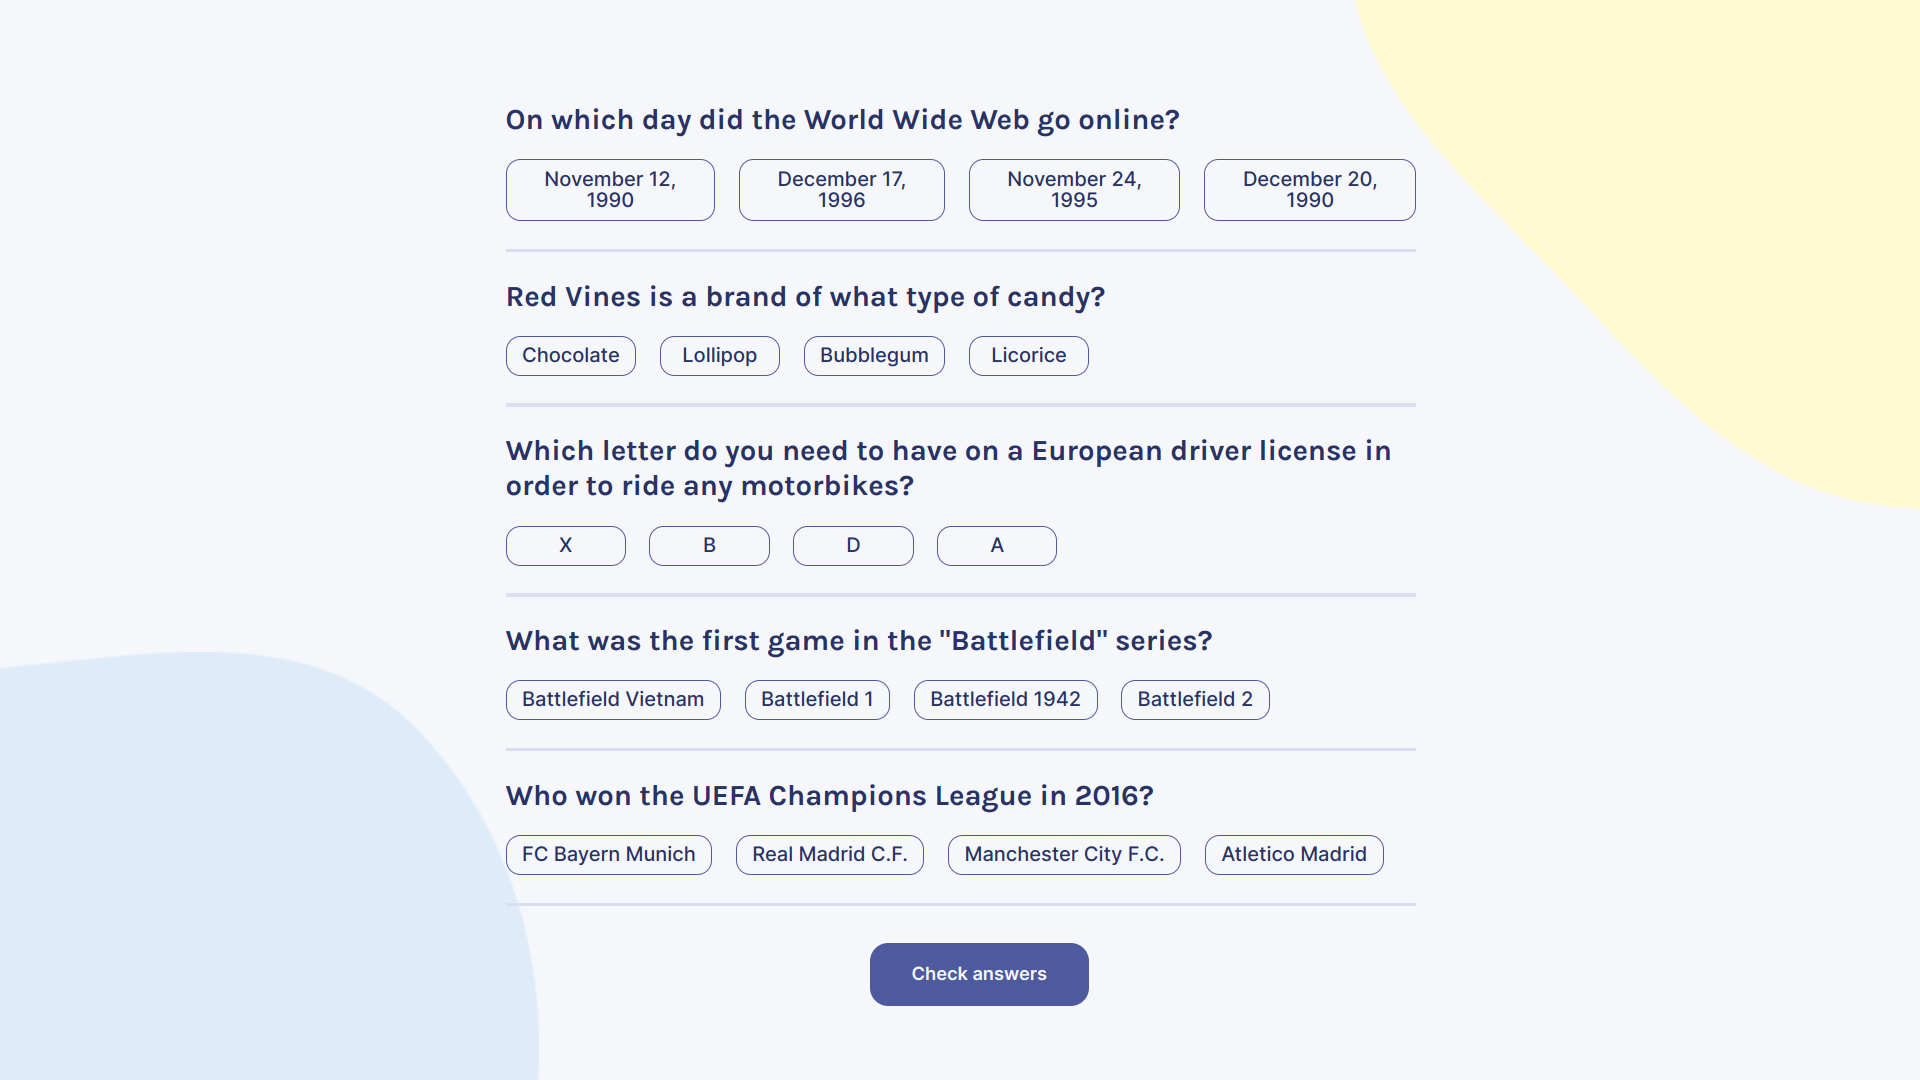 On which day did the World Wide Web go online?
November 12,
1990
December 17,
1996
November 24,
1995
December 20,
1990
Red Vines is a brand of what type of candy?
Chocolate
Lollipop
Bubblegum
Licorice
Which letter do you need to have on a European driver license in
order to ride any motorbikes?
X
B
D
A
What was the first game in the "Battlefield" series?
Battlefield Vietnam
Battlefield 1
Battlefield 1942
Battlefield 2
Who won the UEFA Champions League in 2016?
FC Bayern Munich
Real Madrid C.F.
Manchester City F.C.
Atletico Madrid
Check answers